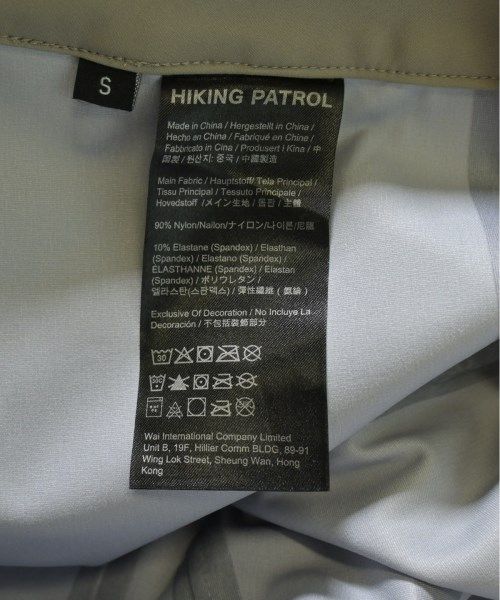 S
HIKING PATROL
Made in China / Hergestellt in China /
Hecho en China / Fabriqué en Chine /
Fabbricato in Cina / Produsert i Kina / 中
国製 / 원산지: 중국 / 中國製造
Main Fabric / Hauptstoff/ Tela Principal /
Tissu Principal / Tessuto Principale /
Hovedstoff /メイン生地 / 몸판 / 主體
90% Nylon/Nailon/ナイロン/나이론/尼龍
10% Elastane (Spandex) / Elasthan
(Spandex) / Elastano (Spandex) /
ÉLASTHANNE (Spandex) / Elastan
(Spandex) / ポリウレタン /
엘라스탄(스판덱스) / 彈性纖維 ( 氨綸 )
Exclusive Of Decoration / No Incluye La
Decoración / 不包括裝飾部分
30
30
Wai International Company Limited
Unit B, 19F, Hillier Comm BLDG, 89-91
Wing Lok Street, Sheung Wan, Hong
Kong